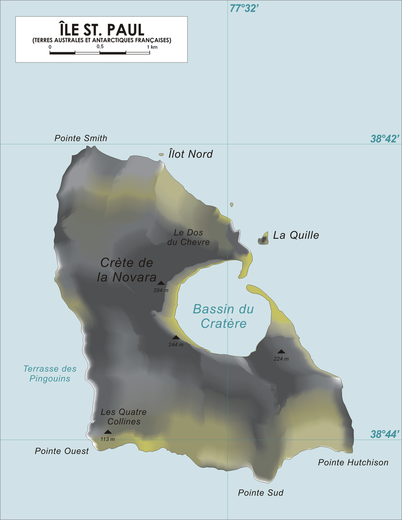 77°32'
ÎLE ST. PAUL
(TERRES AUSTRALES ET ANTARCTIQUES FRANÇAISES)
0 0,5 1 km
38°42'
Pointe Smith
Îlot Nord
Le Dos
du Chevre
La Quille
Crète de
la Novara
264 m
Bassin du
Cratère
244 m
224 m
Terrasse des
Pingouins
Les Quatre
Collines
113 m
38°44'
Pointe Ouest
Pointe Hutchison
Pointe Sud